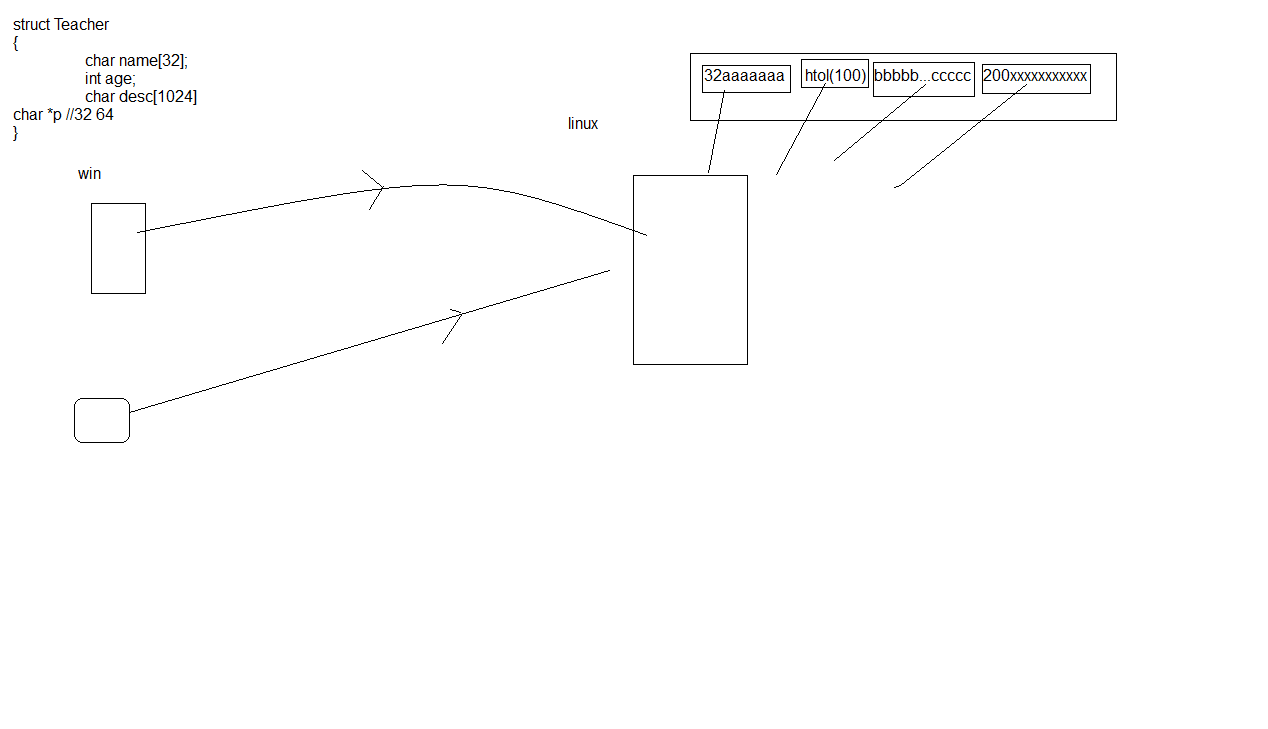 struct Teacher
{
char name[32];
int age;
char desc[1024]
char *p //32 64
}
win
linux
32aaaaaaa
htol(100)
bbbbb...ccccc
200xxxxxxxxxxx